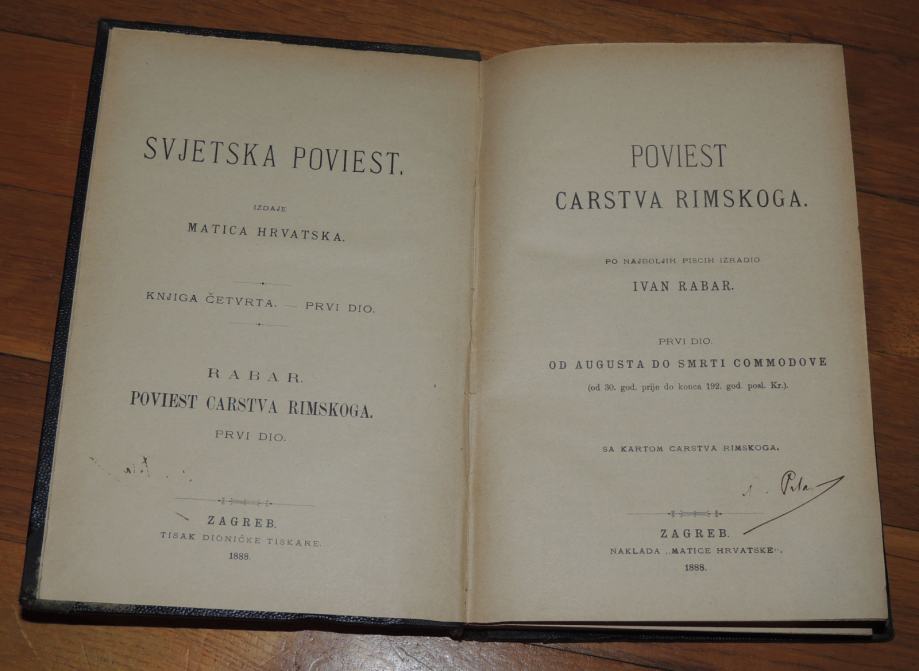 SVJETSKA POVIEST.
IZDAJE
MATICA HRVATSKA.
KNJIGA ČETVRTA. — PRVI DIO.
RABAR.
POVIEST CARSTVA RIMSKOGA.
PRVI DIO.
ZAGREB.
TISAK DIONIČKE TISKARE.
1888.
POVIEST
CARSTVA RIMSKOGA.
PO NAJBOLJIH PISCIH IZRADIO
IVAN RABAR.
PRVI DIO.
OD AUGUSTA DO SMRTI COMMODOVE
(od 30. god. prije do konca 192. god. posl. Kr.).
SA KARTOM CARSTVA RIMSKOGA.
ZAGREB.
NAKLADA „MATICE HRVATSKE".
1888.